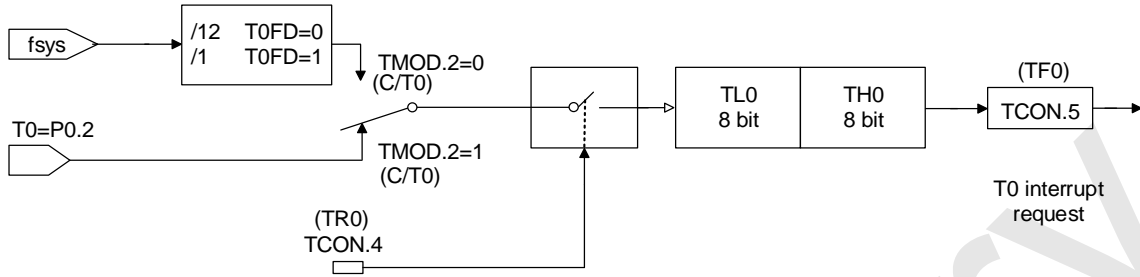 fsys
/12 T0FD=0
/1 T0FD=1
TMOD.2=0
(C/T0)
T0=P0.2
TMOD.2=1
(C/T0)
(TR0)
TCON.4
TL0
8 bit
TH0
8 bit
(TF0)
TCON.5
T0 interrupt
request